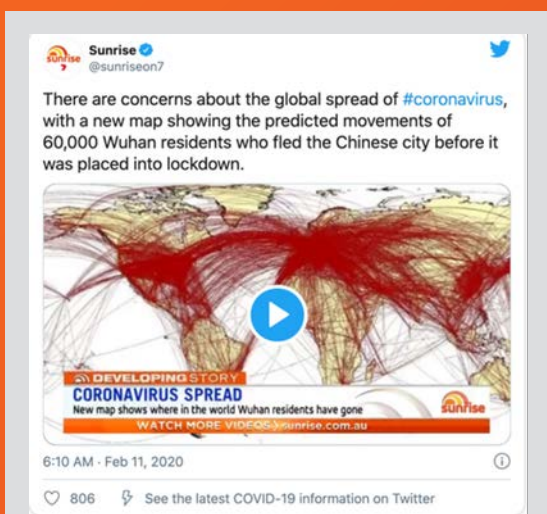 sunrise
7
Sunrise
@sunriseon7
There are concerns about the global spread of #coronavirus,
with a new map showing the predicted movements of
60,000 Wuhan residents who fled the Chinese city before it
was placed into lockdown.
DEVELOPING STORY
CORONAVIRUS SPREAD
New map shows where in the world Wuhan residents have gone
sunrise
WATCH MORE VIDEOS sunrise.com.au
6:10 AM · Feb 11, 2020
806
See the latest COVID-19 information on Twitter